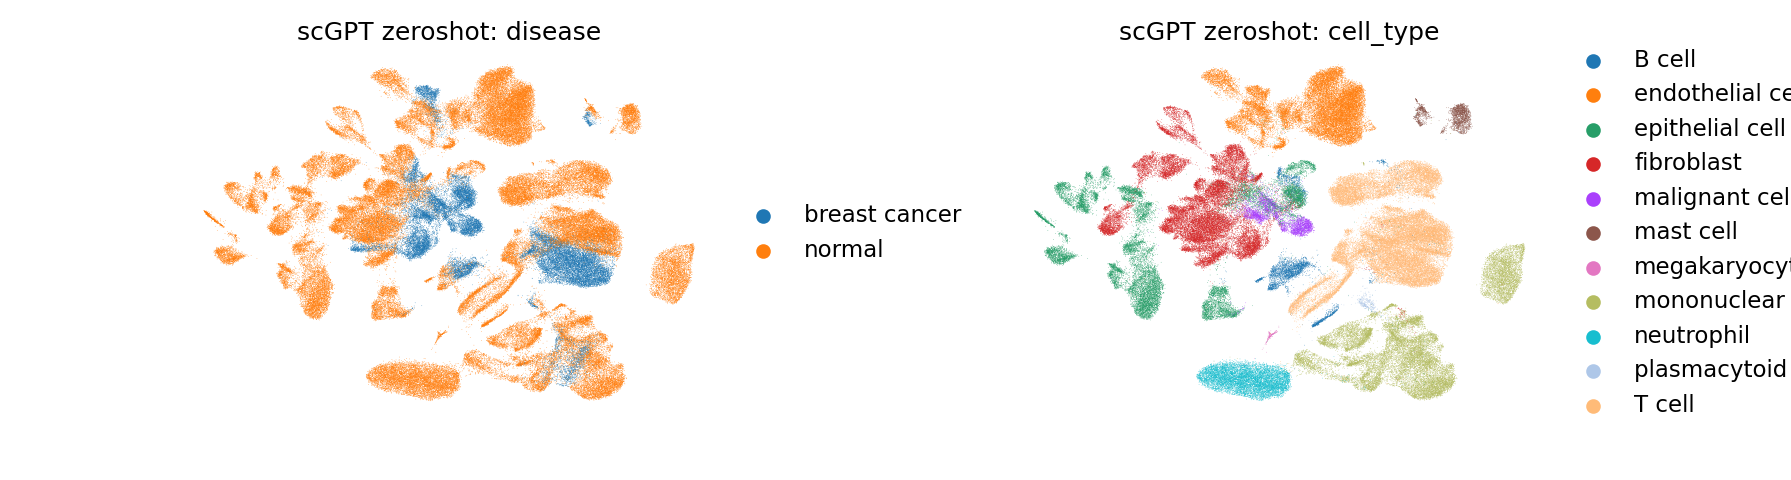 scGPT zeroshot: disease
breast cancer
normal
scGPT zeroshot: cell_type
B cell
endothelial ce
epithelial cell
fibroblast
malignant cel
mast cell
megakaryocyt
mononuclear
neutrophil
plasmacytoid
T cell